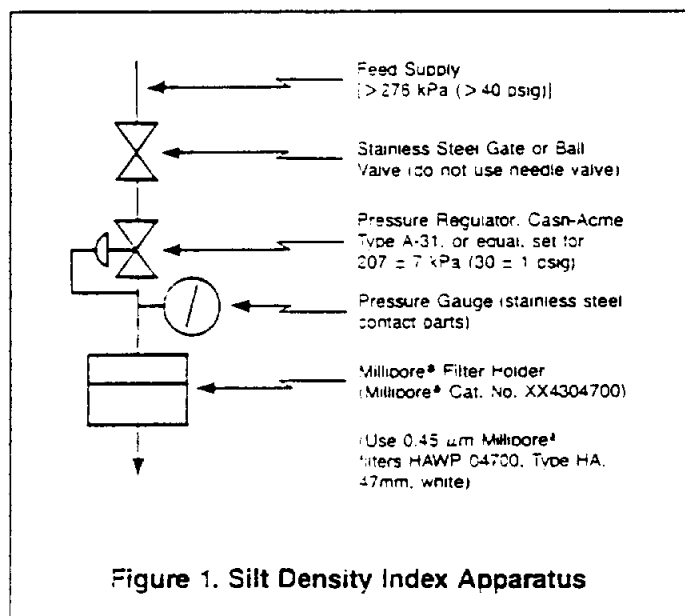 Feed Supply
[>276 kPa (>40 psig)]
Stainless Steel Gate or Ball
Valve (do not use needle valve)
Pressure Regulator, Cash-Acme
Type A-31, or equal, set for
207 ± 7 kPa (30 ± 1 psig)
Pressure Gauge (stainless steel
contact parts)
Millipore® Filter Holder
(Millipore® Cat. No. XX4304700)
(Use 0.45 μm Millipore®
filters HAWP 04700, Type HA,
47mm, white)
Figure 1. Silt Density Index Apparatus